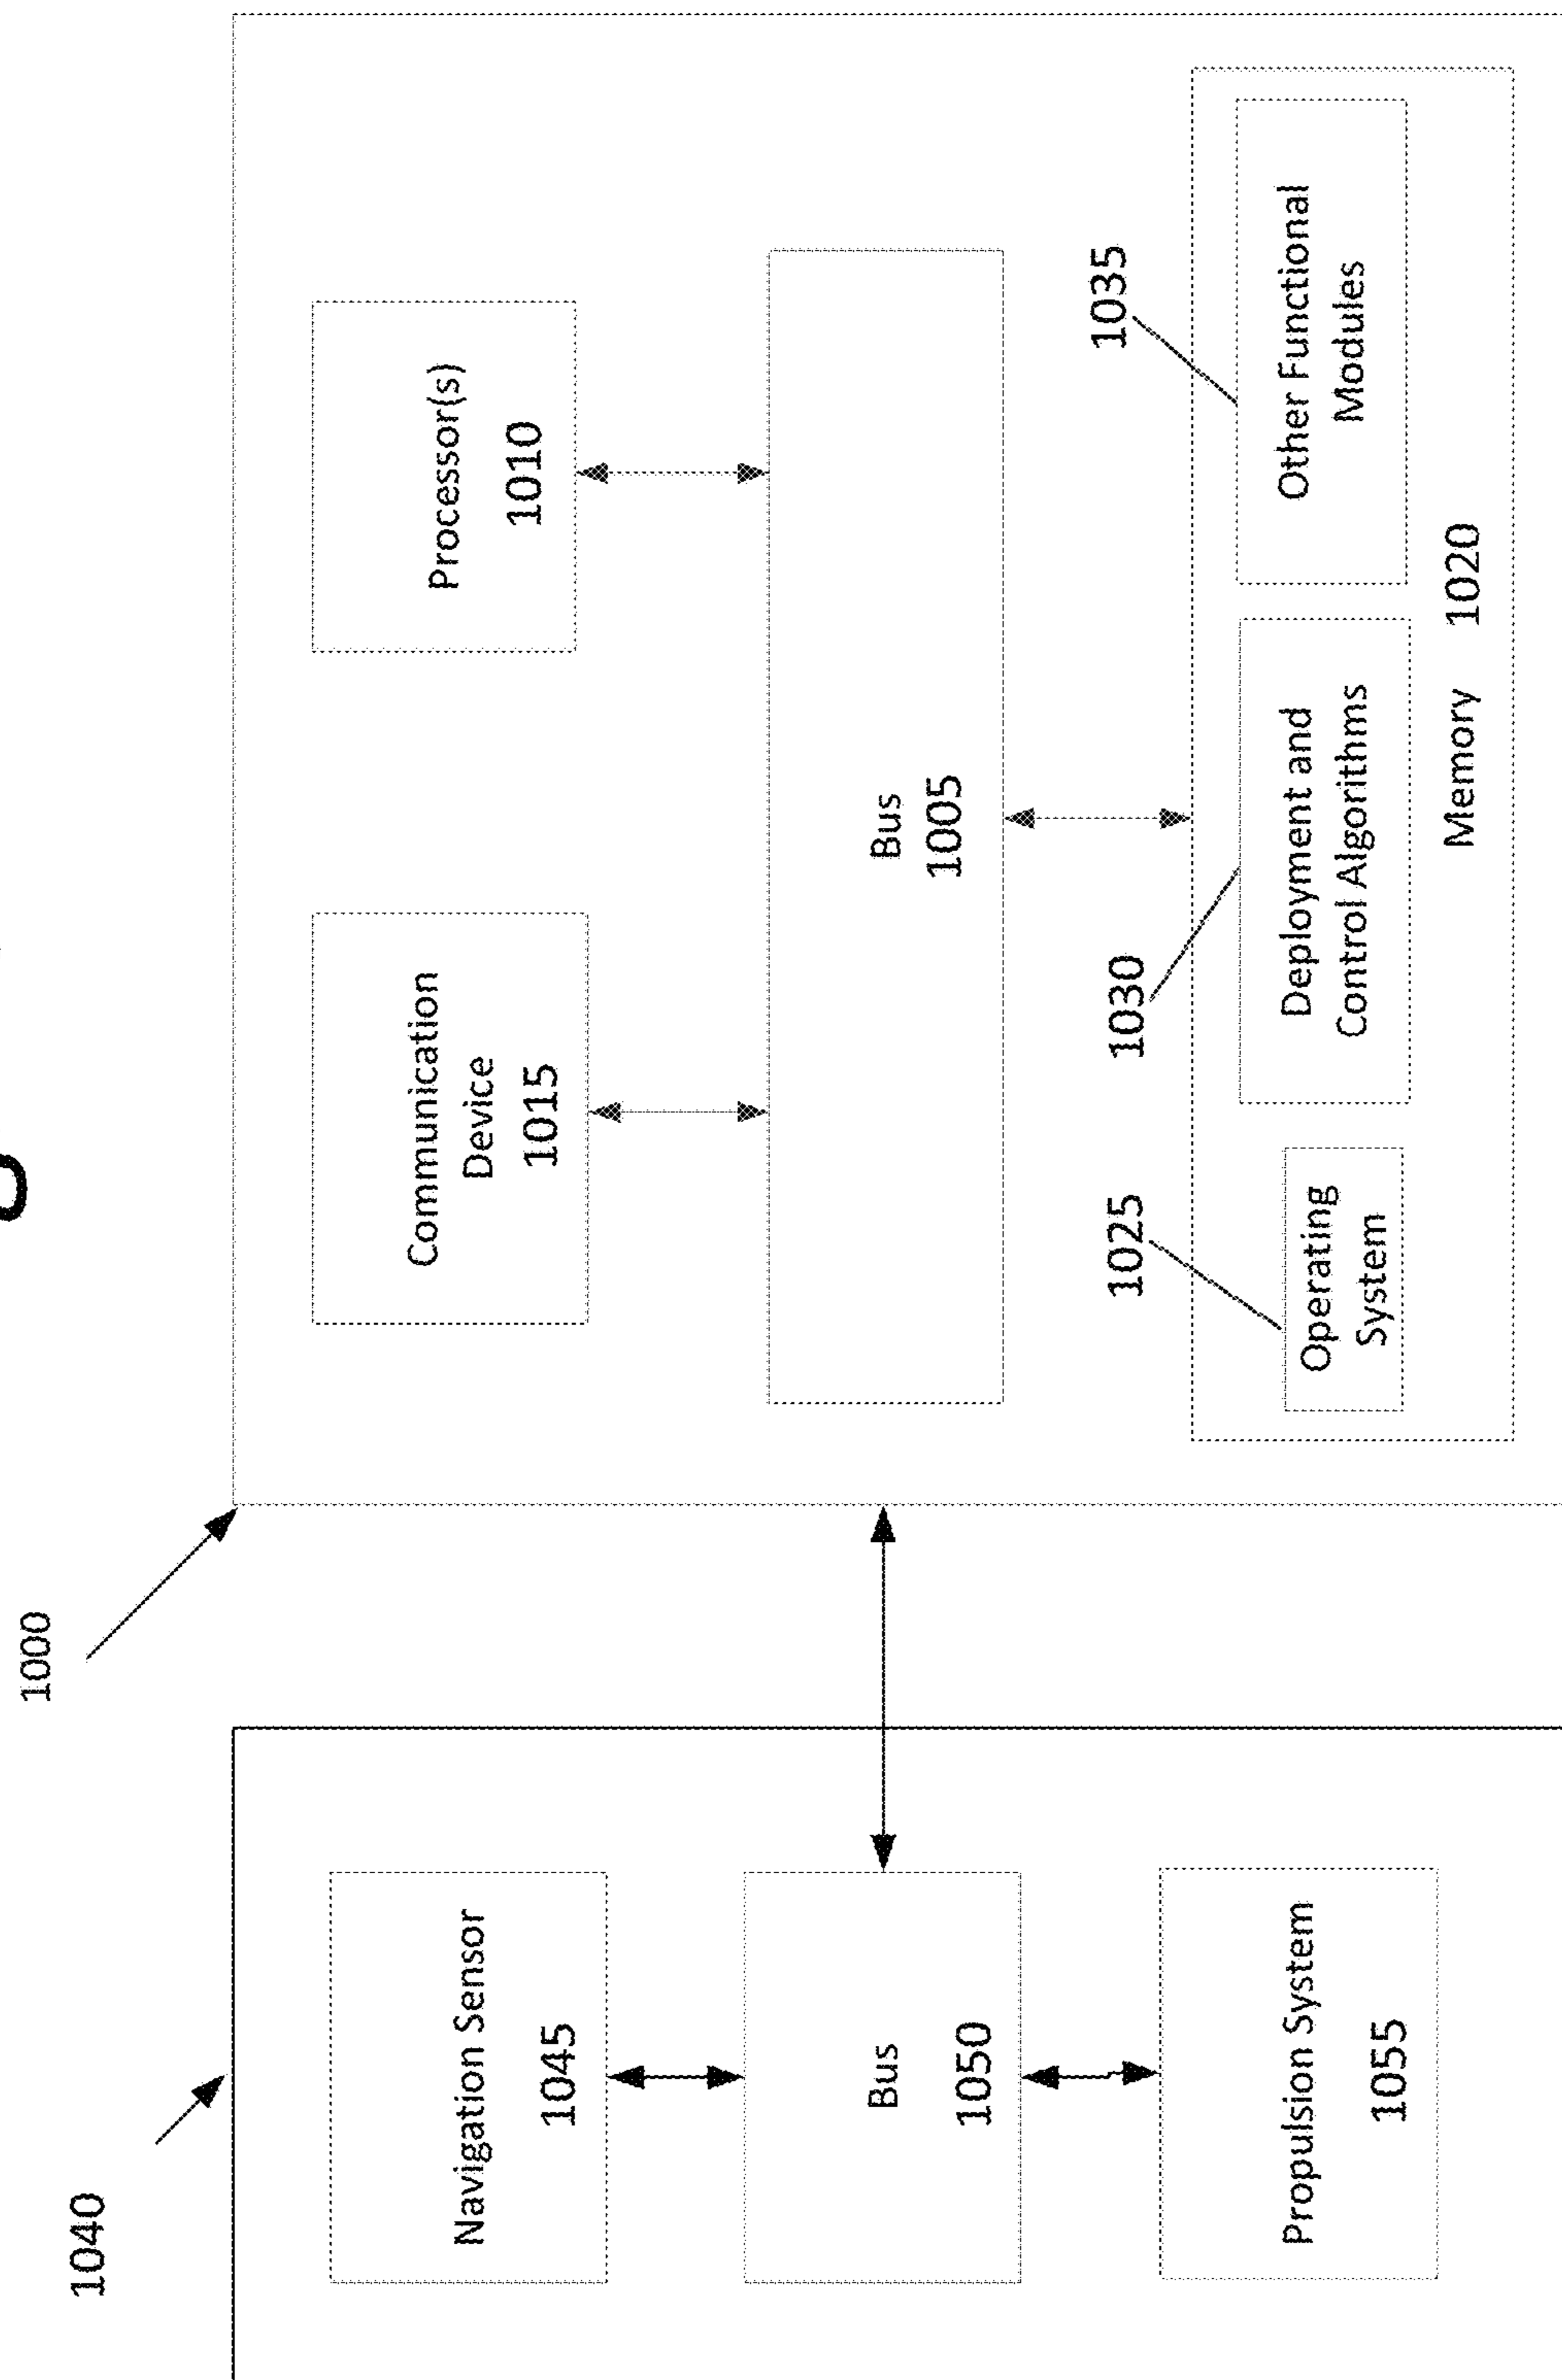 1040
1000
Navigation Sensor
1045
Bus
1050
Propulsion System
1055
Communication
Device
1015
Processor(s)
1010
Bus
1005
1025
1030
1035
Operating
System
Deployment and
Control Algorithms
Other Functional
Modules
Memory 1020